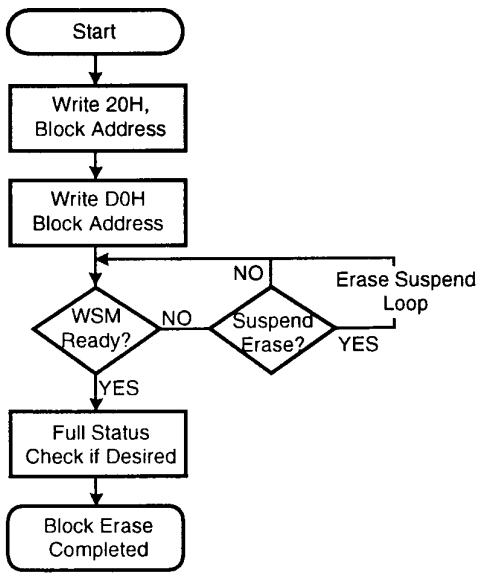 Start
Write 20H,
Block Address
Write D0H
Block Address
NO
Erase Suspend
Loop
WSM
Ready?
NO
Suspend
Erase?
YES
YES
Full Status
Check if Desired
Block Erase
Completed